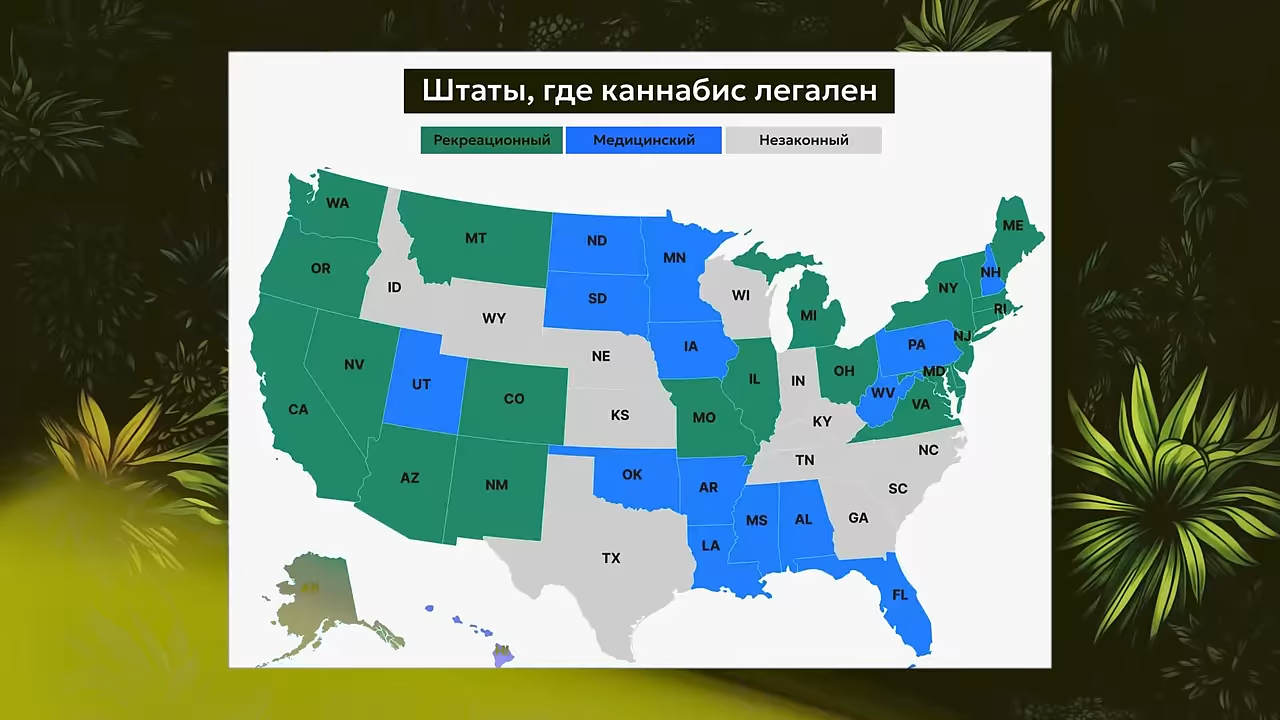 Штаты, где каннабис легален
Рекреационный Медицинский Незаконный
WA
MT
ND
MN
ME
OR
ID
SD
WI
NY
NH
WY
MI
RI
NV
UT
NE
IA
PA
NJ
CO
IL
IN
OH
MD
CA
KS
MO
KY
WV
VA
AZ
NM
OK
AR
TN
NC
SC
TX
LA
MS
AL
GA
FL